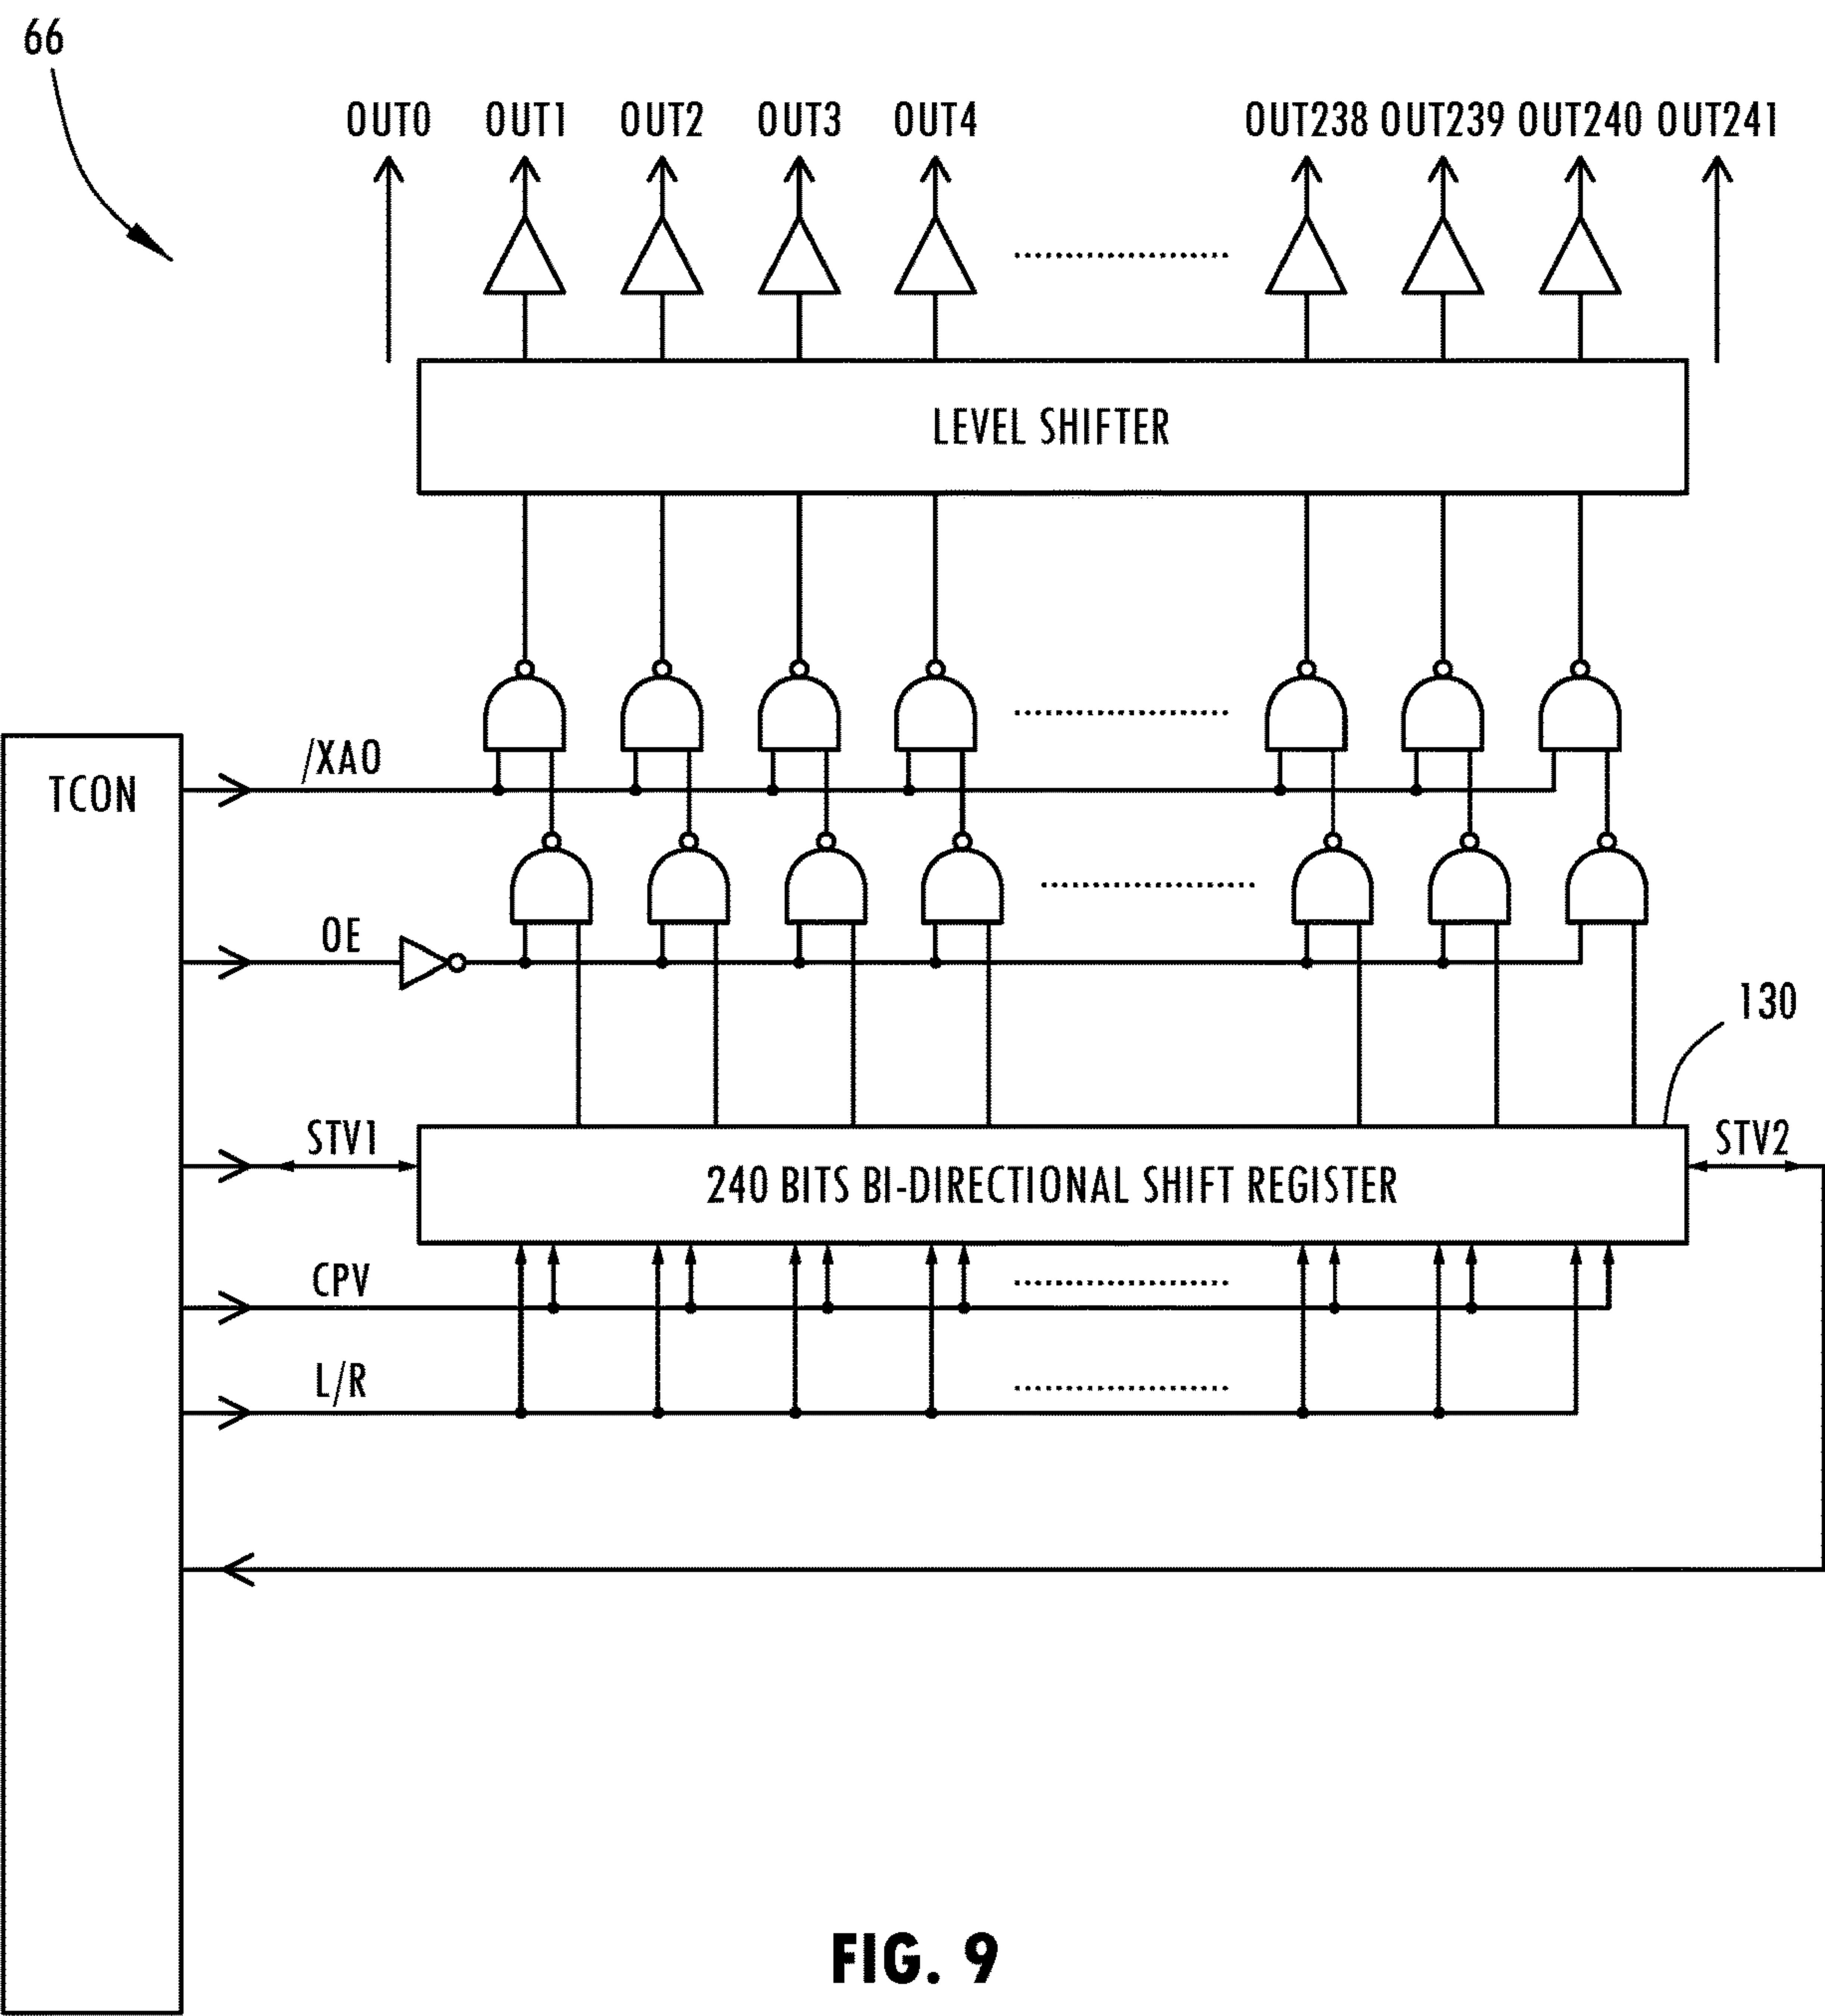 66
OUT0 OUT1 OUT2 OUT3 OUT4 OUT238 OUT239 OUT240 OUT241
LEVEL SHIFTER
/XAO
TCON
OE
130
STV1
STV2
240 BITS BI-DIRECTIONAL SHIFT REGISTER
CPV
L/R
FIG. 9